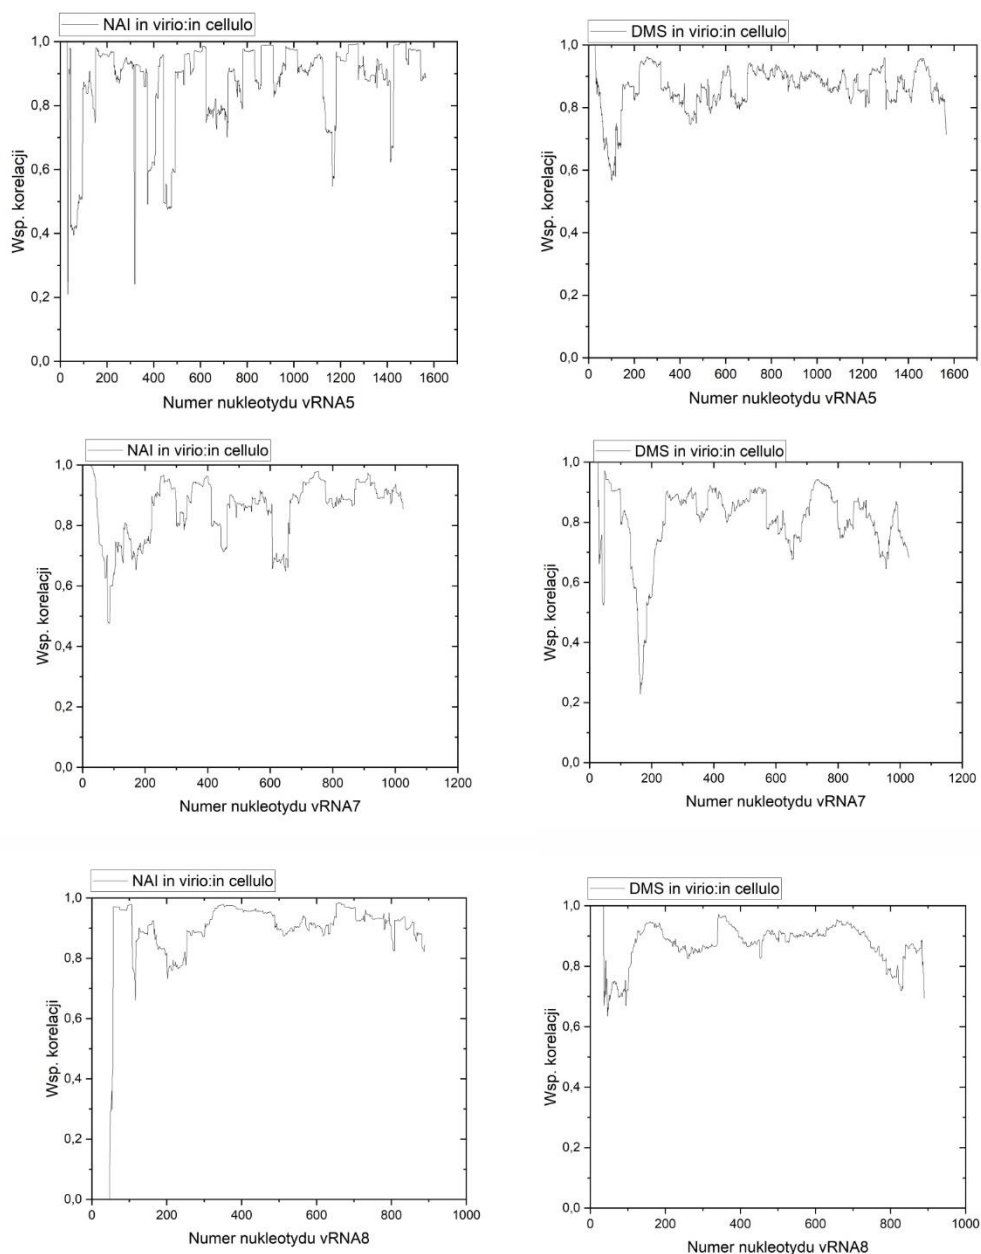 NAI in virio:in cellulo
1,0
0,8
0,6
0,4
0,2
0,0
Wsp. korelacji
0 200 400 600 800 1000 1200 1400 1600
Numer nukleotydu vRNA5
DMS in virio:in cellulo
1,0
0,8
0,6
0,4
0,2
0,0
Wsp. korelacji
0 200 400 600 800 1000 1200 1400 1600
Numer nukleotydu vRNA5
NAI in virio:in cellulo
1,0
0,8
0,6
0,4
0,2
0,0
Wsp. korelacji
0 200 400 600 800 1000 1200
Numer nukleotydu vRNA7
DMS in virio:in cellulo
1,0
0,8
0,6
0,4
0,2
0,0
Wsp. korelacji
0 200 400 600 800 1000 1200
Numer nukleotydu vRNA7
NAI in virio:in cellulo
1,0
0,8
0,6
0,4
0,2
0,0
Wsp. korelacji
0 200 400 600 800 1000
Numer nukleotydu vRNA8
DMS in virio:in cellulo
1,0
0,8
0,6
0,4
0,2
0,0
Wsp. korelacji
0 200 400 600 800 1000
Numer nukleotydu vRNA8